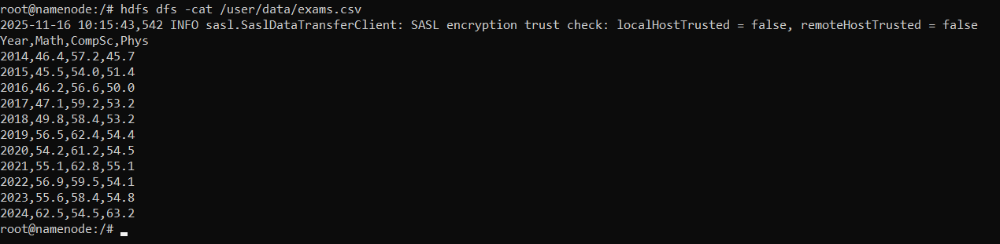 root@namenode:/# hdfs dfs -cat /user/data/exams.csv
2025-11-16 10:15:43,542 INFO sasl.SaslDataTransferClient: SASL encryption trust check: localHostTrusted = false, remoteHostTrusted = false
Year,Math,CompSc,Phys
2014,46.4,57.2,45.7
2015,45.5,54.0,51.4
2016,46.2,56.6,50.0
2017,47.1,59.2,53.2
2018,49.8,58.4,53.2
2019,56.5,62.4,54.4
2020,54.2,61.2,54.5
2021,55.1,62.8,55.1
2022,56.9,59.5,54.1
2023,55.6,58.4,54.8
2024,62.5,54.5,63.2
root@namenode:/#